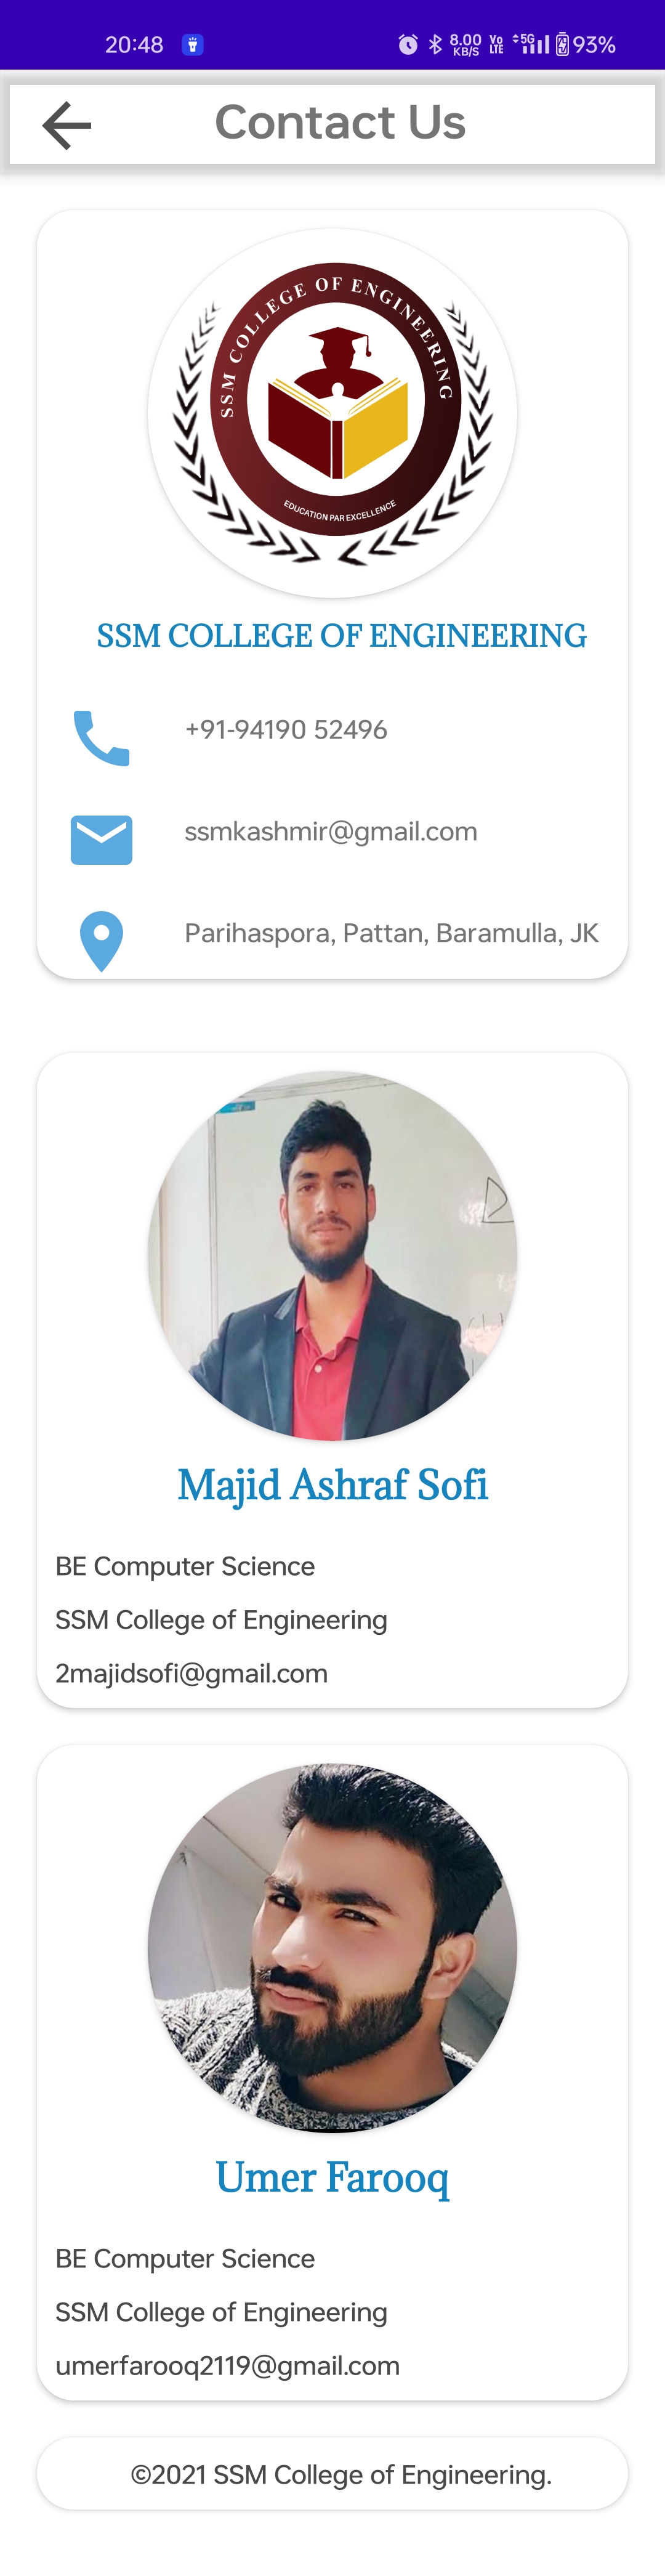 20:48
8.00 KB/S
Vo LTE
5G
93%
Contact Us
SSM COLLEGE OF ENGINEERING
EDUCATION PAR EXCELLENCE
SSM COLLEGE OF ENGINEERING
+91-94190 52496
ssmkashmir@gmail.com
Parihaspora, Pattan, Baramulla, JK
Majid Ashraf Sofi
BE Computer Science
SSM College of Engineering
2majidsofi@gmail.com
Umer Farooq
BE Computer Science
SSM College of Engineering
umerfarooq2119@gmail.com
©2021 SSM College of Engineering.